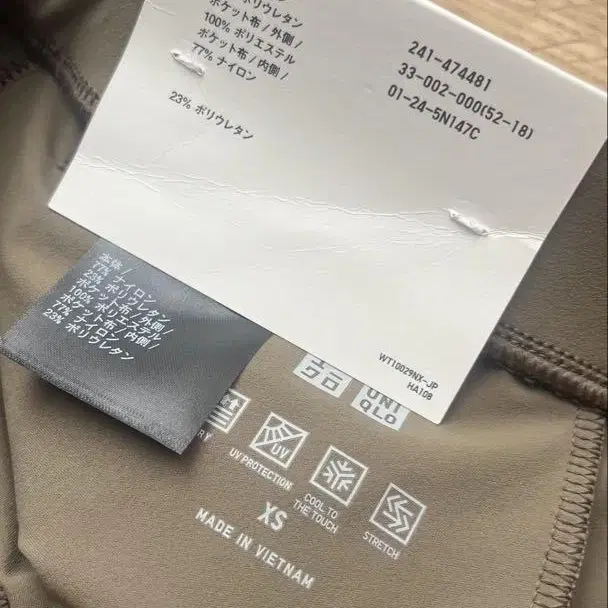 ポリウレタン
ポケット布/外側/
100% ポリエステル
ポケット布/内側/
77% ナイロン
23% ポリウレタン
241-474481
33-002-000(52-18)
01-24-5N147C
WT10029NX-JP
HA108
本体/
77% ナイロン
23% ポリウレタン
ポケット布/外側/
100% ポリエステル
ポケット布/内側/
77% ナイロン
23% ポリウレタン
クロ
UNI
QLO
UV
UV PROTECTION
COOL TO
THE TOUCH
STRETCH
XS
MADE IN VIETNAM